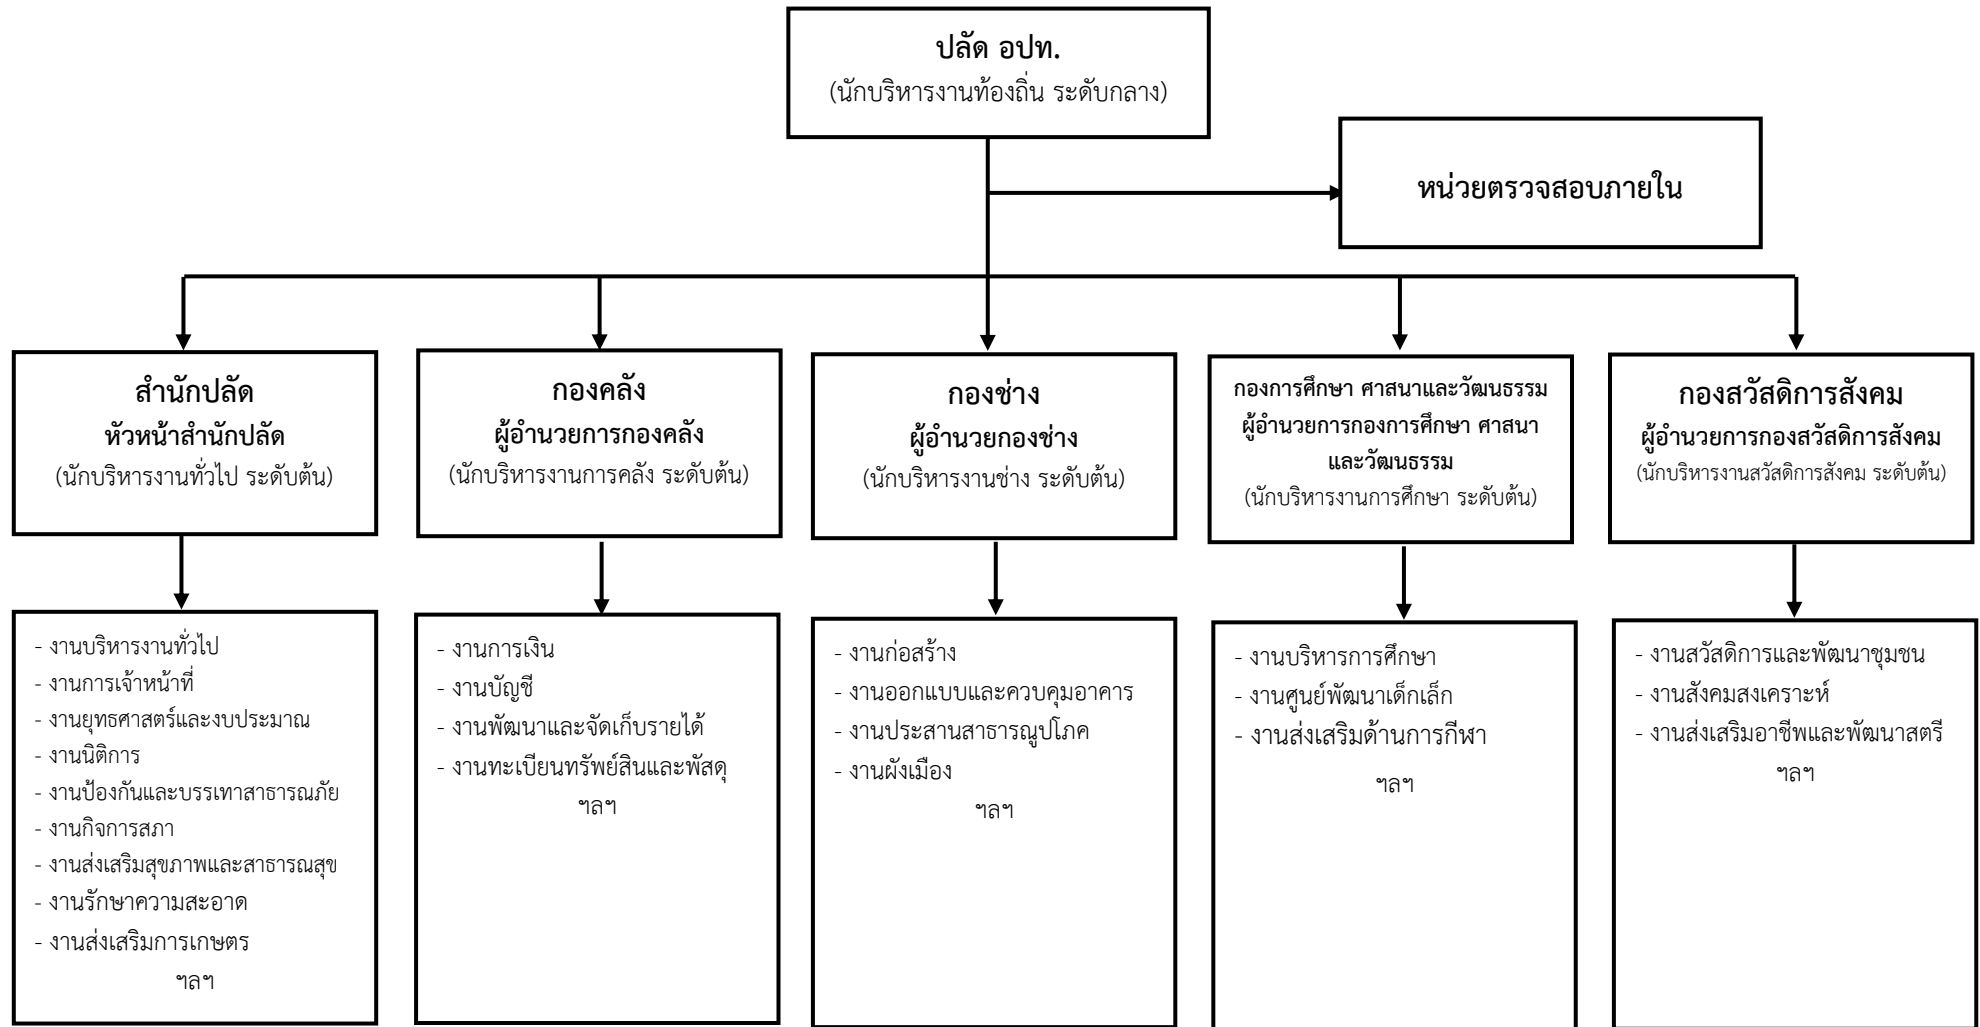 ปลัด อปท.
(นักบริหารงานท้องถิ่น ระดับกลาง)
หน่วยตรวจสอบภายใน
สำนักปลัด
หัวหน้าสำนักปลัด
(นักบริหารงานทั่วไป ระดับต้น)
กองคลัง
ผู้อำนวยการกองคลัง
(นักบริหารงานการคลัง ระดับต้น)
กองช่าง
ผู้อำนวยกองช่าง
(นักบริหารงานช่าง ระดับต้น)
กองการศึกษา ศาสนาและวัฒนธรรม
ผู้อำนวยการกองการศึกษา ศาสนา
และวัฒนธรรม
(นักบริหารงานการศึกษา ระดับต้น)
กองสวัสดิการสังคม
ผู้อำนวยการกองสวัสดิการสังคม
(นักบริหารงานสวัสดิการสังคม ระดับต้น)
- งานบริหารงานทั่วไป
- งานการเจ้าหน้าที่
- งานยุทธศาสตร์และงบประมาณ
- งานนิติการ
- งานป้องกันและบรรเทาสาธารณภัย
- งานกิจการสภา
- งานส่งเสริมสุขภาพและสาธารณสุข
- งานรักษาความสะอาด
- งานส่งเสริมการเกษตร
ฯลฯ
- งานการเงิน
- งานบัญชี
- งานพัฒนาและจัดเก็บรายได้
- งานทะเบียนทรัพย์สินและพัสดุ
ฯลฯ
- งานก่อสร้าง
- งานออกแบบและควบคุมอาคาร
- งานประสานสาธารณูปโภค
- งานผังเมือง
ฯลฯ
- งานบริหารการศึกษา
- งานศูนย์พัฒนาเด็กเล็ก
- งานส่งเสริมด้านการกีฬา
ฯลฯ
- งานสวัสดิการและพัฒนาชุมชน
- งานสังคมสงเคราะห์
- งานส่งเสริมอาชีพและพัฒนาสตรี
ฯลฯ